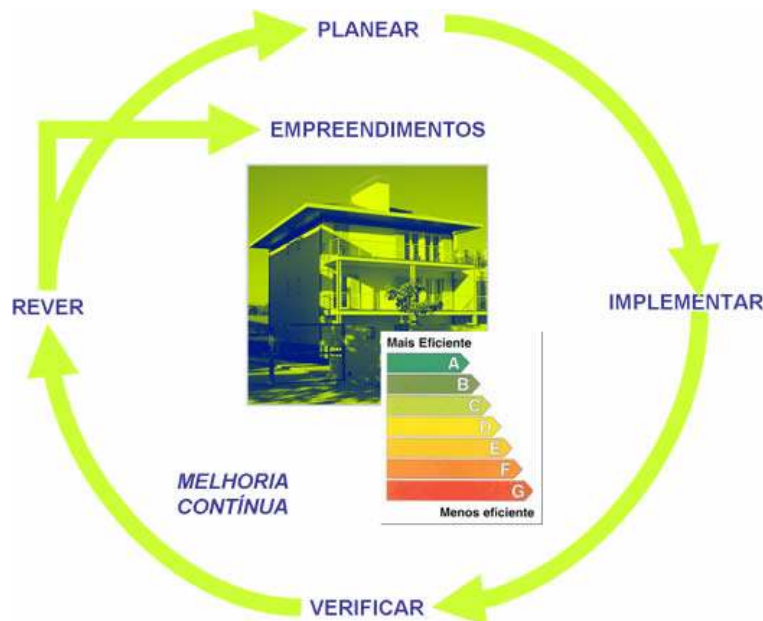 PLANEAR
EMPREENDIMENTOS
REVER
IMPLEMENTAR
Mais Eficiente
A
B
C
D
E
F
G
Menos eficiente
MELHORIA
CONTÍNUA
VERIFICAR